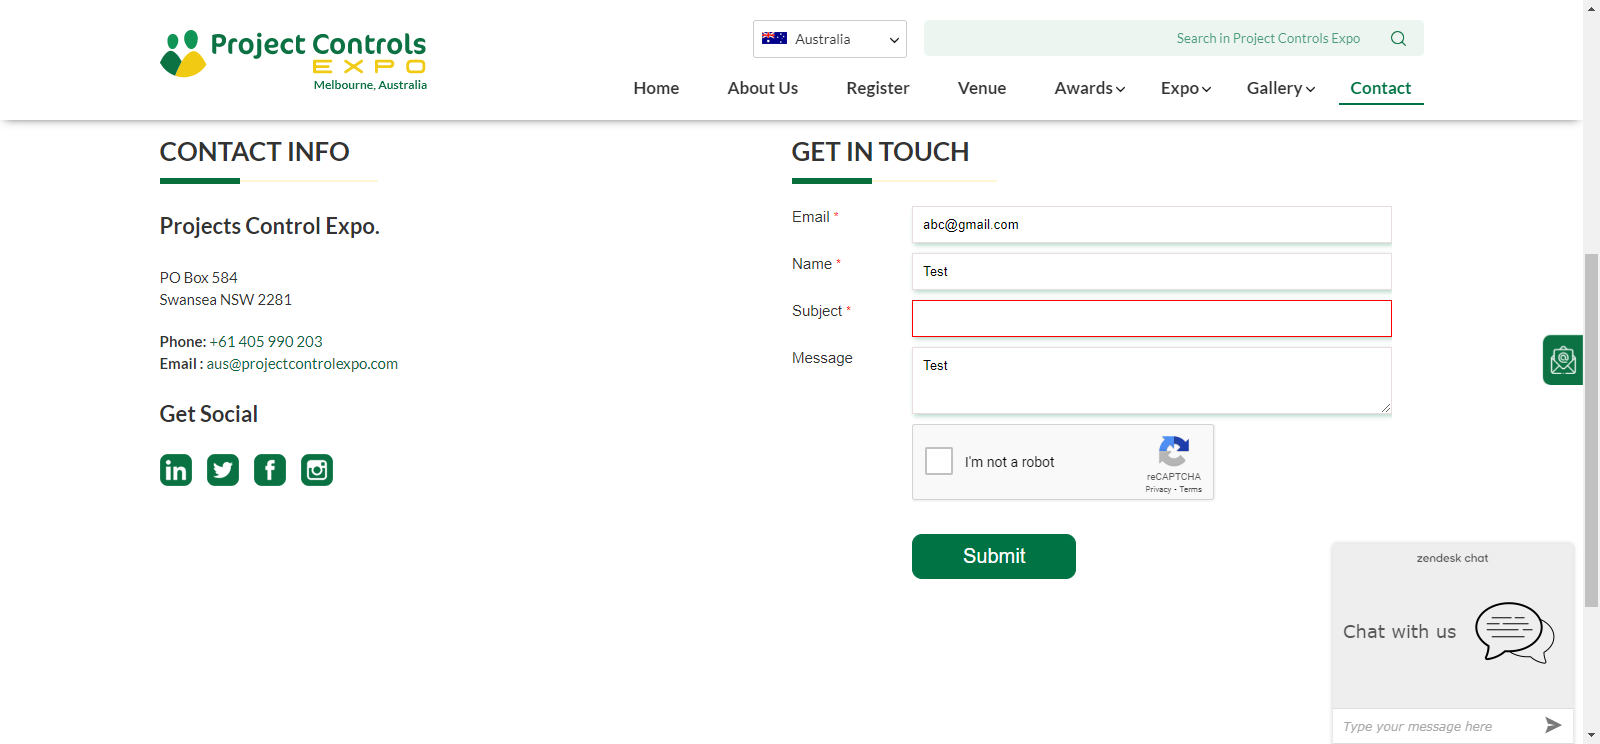 Project Controls
EXPO
Melbourne, Australia
Australia
Search in Project Controls Expo
Home About Us Register Venue Awards Expo Gallery Contact
CONTACT INFO
Projects Control Expo.
PO Box 584
Swansea NSW 2281
Phone: +61 405 990 203
Email : aus@projectcontrolexpo.com
Get Social
GET IN TOUCH
Email * abc@gmail.com
Name * Test
Subject *
Message Test
I'm not a robot
reCAPTCHA
Privacy - Terms
Submit
zendesk chat
Chat with us
Type your message here